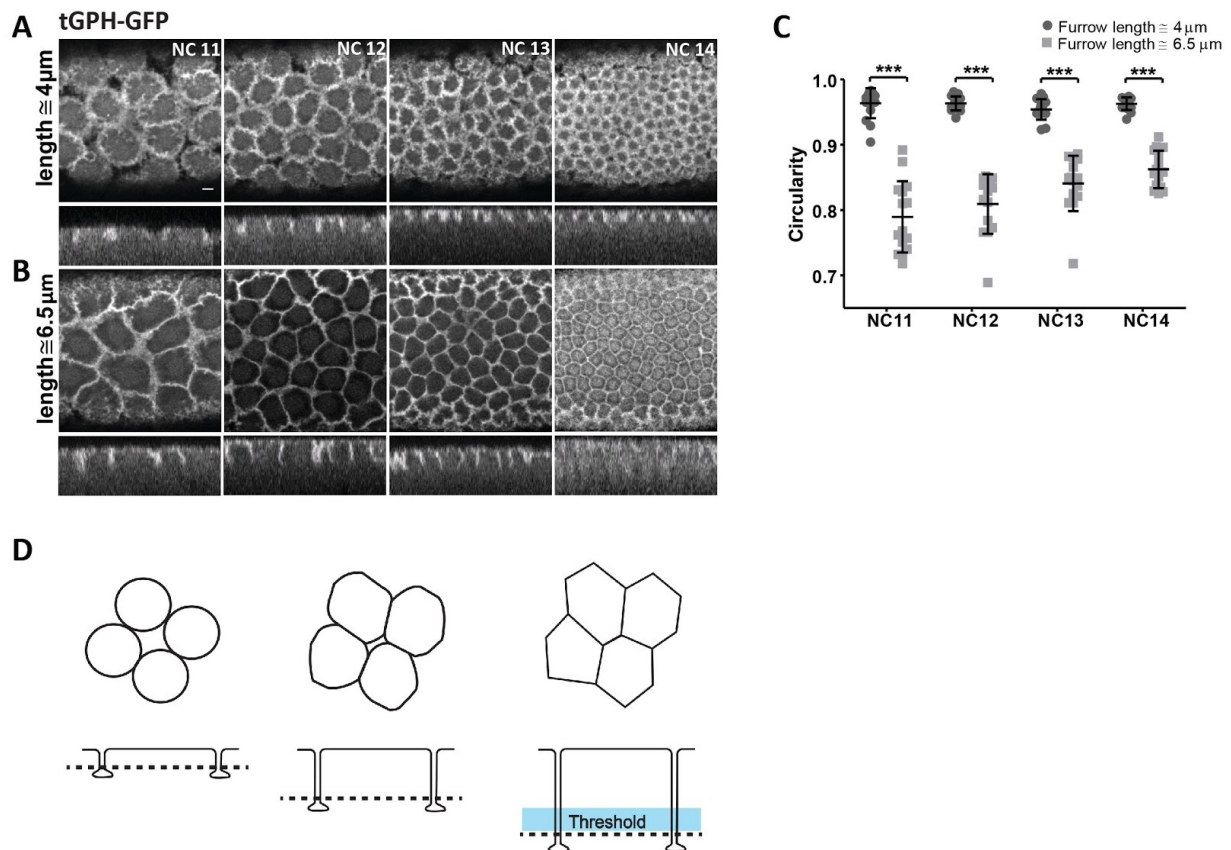 tGPH-GFP
A
NC 11
NC 12
NC 13
NC 14
length ≅ 4μm
B
length≅6.5μm
C
Furrow length ≅ 4 μm
Furrow length ≅ 6.5 μm
***
***
***
***
1.0
0.9
0.8
0.7
Circularity
NC11
NC12
NC13
NC14
D
Threshold